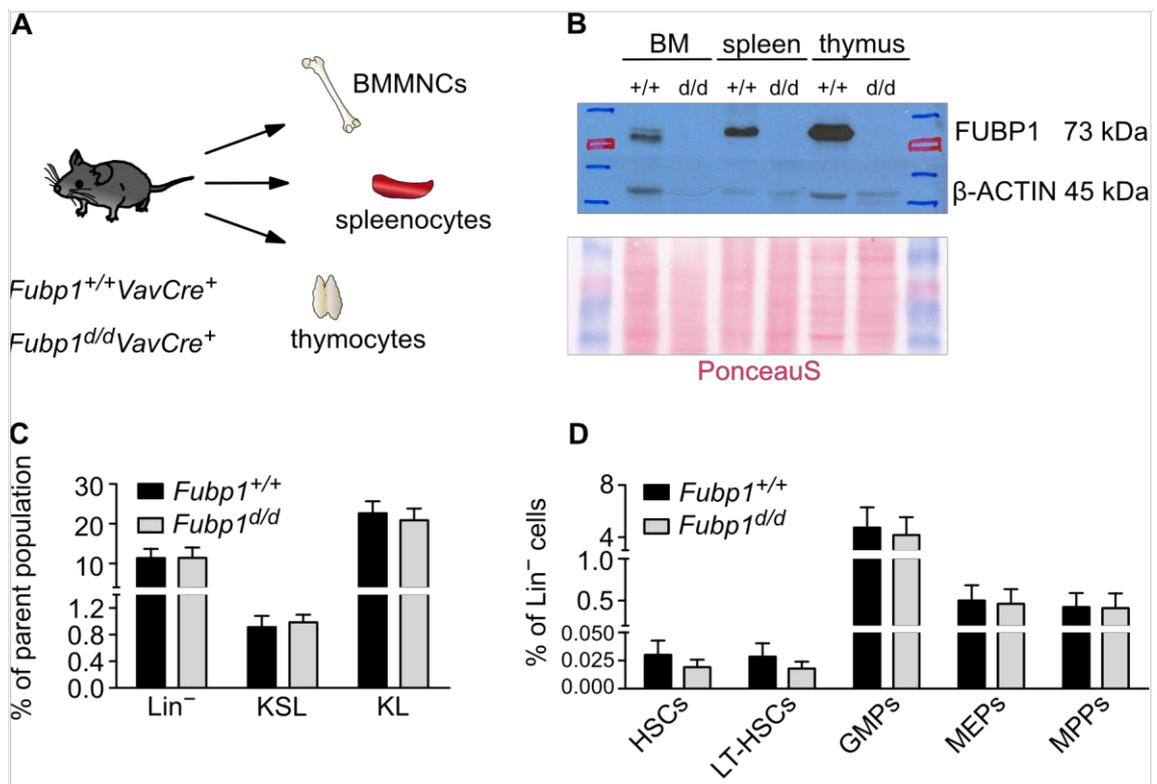 A
BMMNCs
spleenocytes
thymocytes
Fubp1+/+VavCre+
Fubp1d/dVavCre+
B
BM spleen thymus
+/+ d/d +/+ d/d +/+ d/d
FUBP1 73 kDa
β-ACTIN 45 kDa
PonceauS
C
% of parent population
30
20
10
1.2
0.8
0.4
0.0
Fubp1+/+
Fubp1d/d
Lin− KSL KL
D
% of Lin− cells
8
4
1.0
0.5
0.050
0.025
0.000
Fubp1+/+
Fubp1d/d
HSCs LT-HSCs GMPs MEPs MPPs